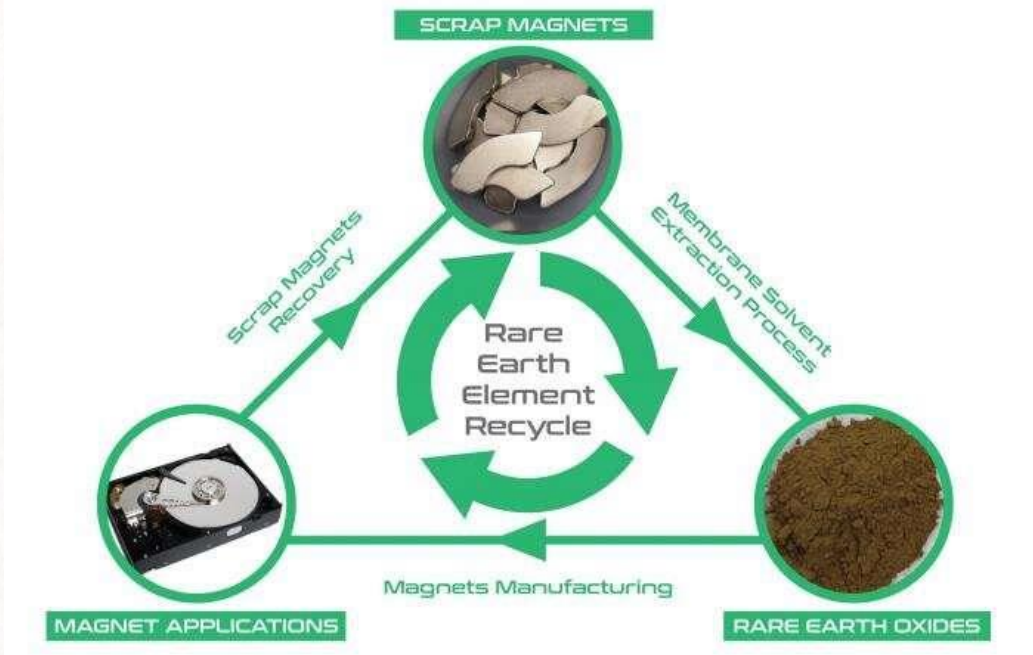 SCRAP MAGNETS
Scrap Magnets
Recovery
Membrane Solvent
Extraction Process
Rare
Earth
Element
Recycle
Magnets Manufacturing
MAGNET APPLICATIONS
RARE EARTH OXIDES